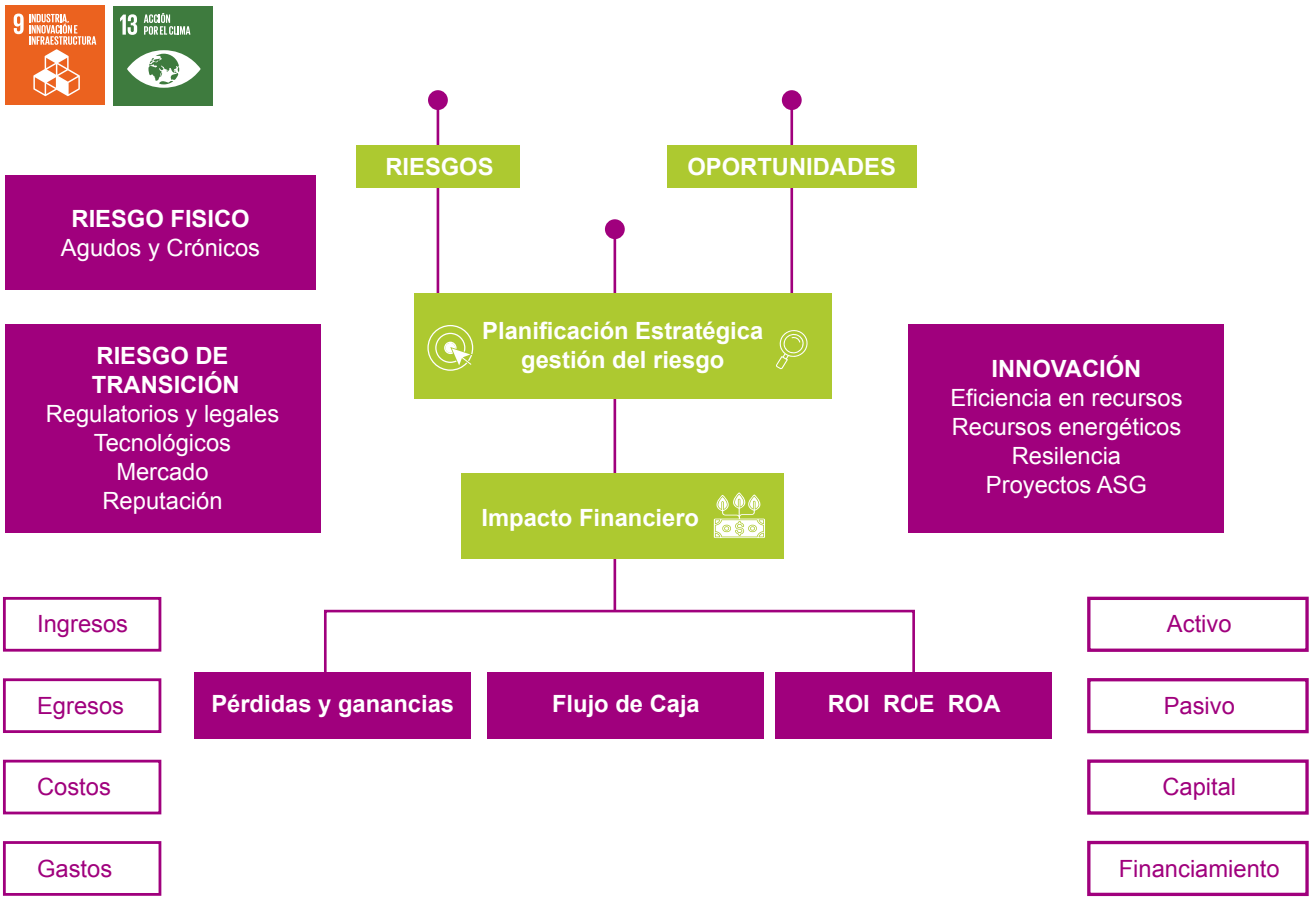 9 INDUSTRIA,
INNOVACIÓN E
INFRAESTRUCTURA
13 ACCIÓN
POR EL CLIMA
RIESGOS
OPORTUNIDADES
RIESGO FISICO
Agudos y Crónicos
Planificación Estratégica
gestión del riesgo
RIESGO DE
TRANSICIÓN
Regulatorios y legales
Tecnológicos
Mercado
Reputación
INNOVACIÓN
Eficiencia en recursos
Recursos energéticos
Resilencia
Proyectos ASG
Impacto Financiero
Ingresos
Egresos
Costos
Gastos
Pérdidas y ganancias
Flujo de Caja
ROI ROE ROA
Activo
Pasivo
Capital
Financiamiento